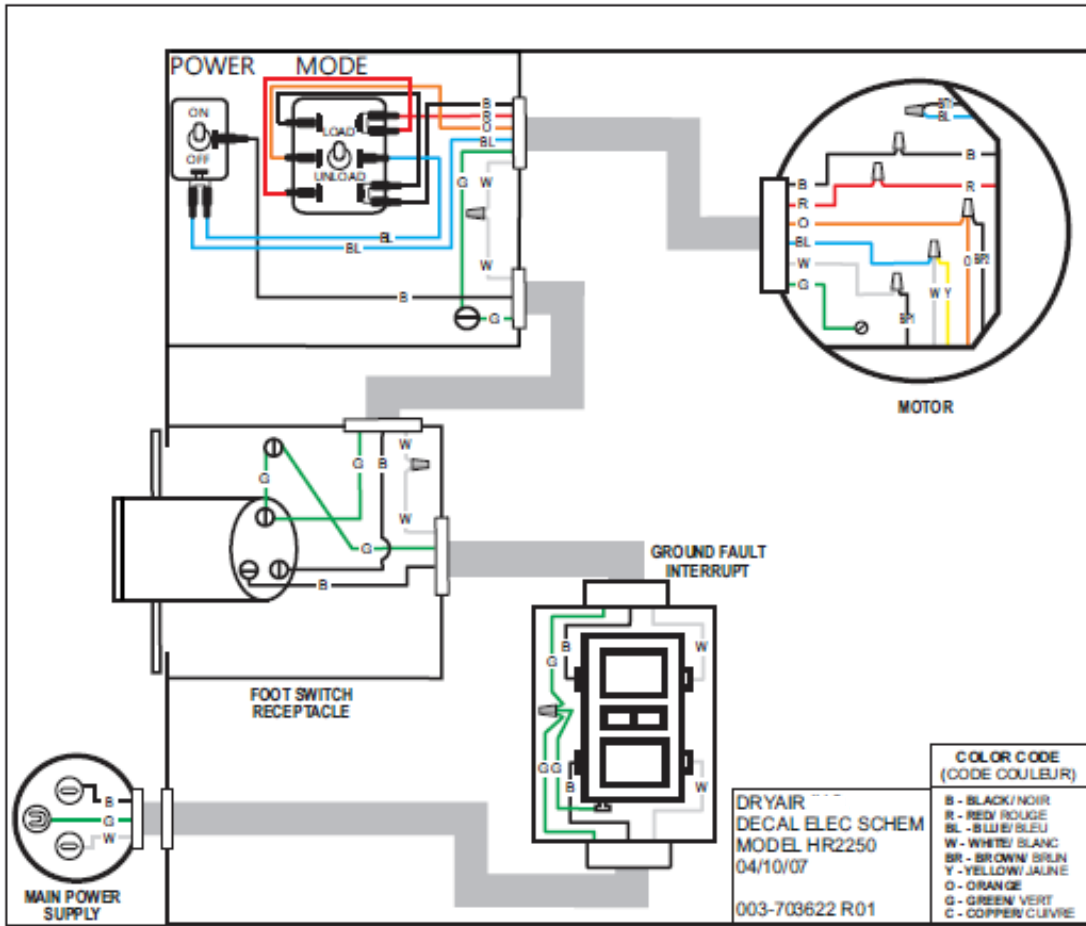 POWER
MODE
ON
OFF
LOAD
UNLOAD
B
R
O
BL
G
W
BL
BL
W
B
G
BL
B
B
R
R
O
BL
W
G
O
W
Y
MOTOR
W
G
B
G
W
G
B
FOOT SWITCH
RECEPTACLE
GROUND FAULT
INTERRUPT
B
W
G
G
G
B
W
B
G
W
MAIN POWER
SUPPLY
DRYAIR
DECAL ELEC SCHEM
MODEL HR2250
04/10/07
003-703622 R01
COLOR CODE
(CODE COULEUR)
B - BLACK/ NOIR
R - RED/ ROUGE
BL - BLUE/ BLEU
W - WHITE/ BLANC
BR - BROWN/ BRUN
Y - YELLOW/ JAUNE
O - ORANGE
G - GREEN/ VERT
C - COPPER/ CUIVRE